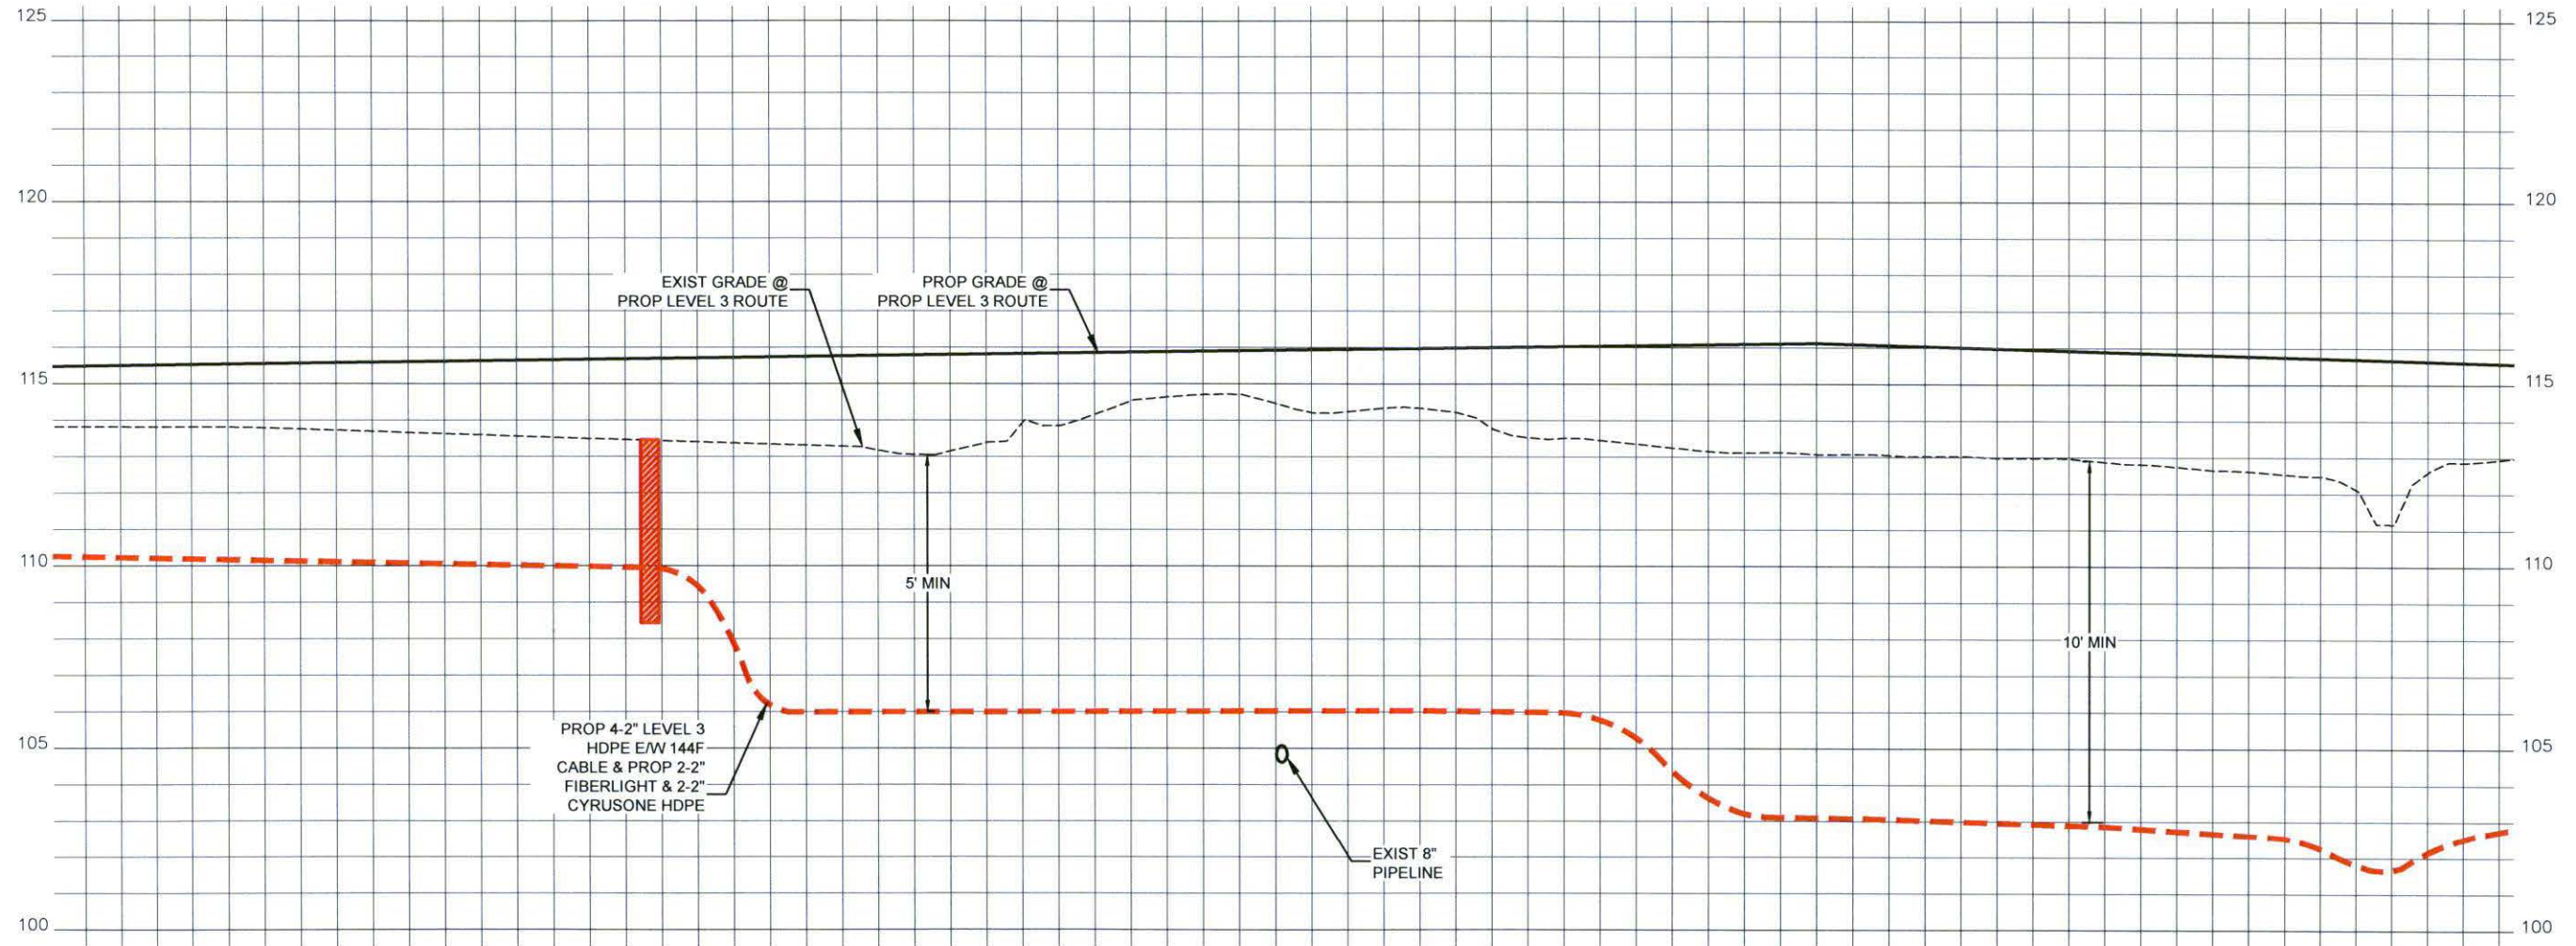 125
125
120
120
EXIST GRADE @
PROP LEVEL 3 ROUTE
PROP GRADE @
PROP LEVEL 3 ROUTE
115
115
110
110
5' MIN
10' MIN
PROP 4-2" LEVEL 3
HDPE E/W 144F
CABLE & PROP 2-2"
FIBERLIGHT & 2-2"
CYRUSONE HDPE
105
105
EXIST 8"
PIPELINE
100
100